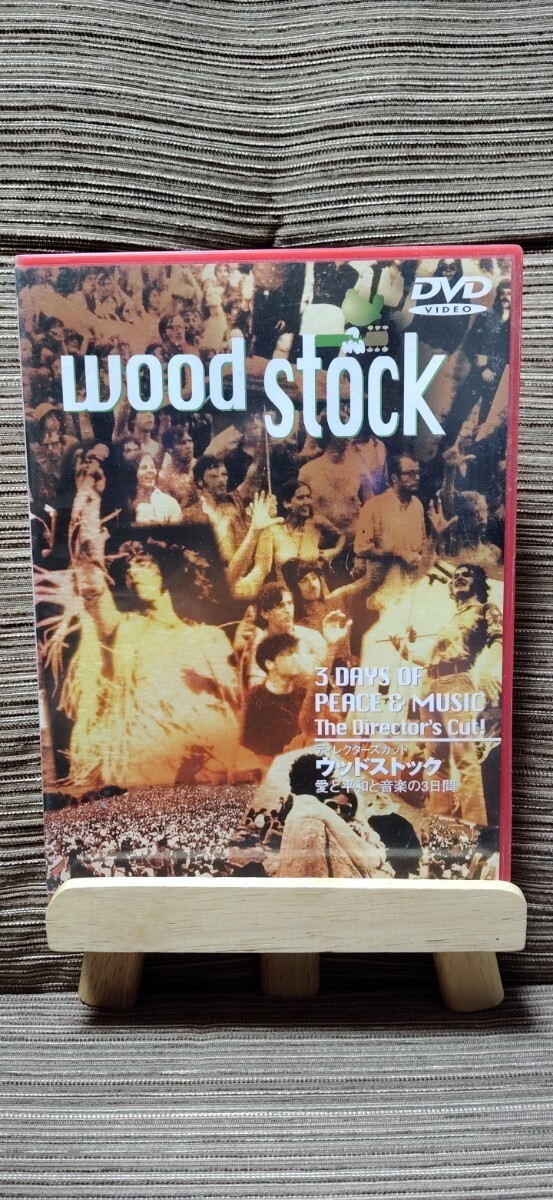 DVD
VIDEO
wood stock
3 DAYS OF
PEACE & MUSIC
The Director's Cut!
ディレクターズカット
ウッドストック
愛と平和と音楽の3日間